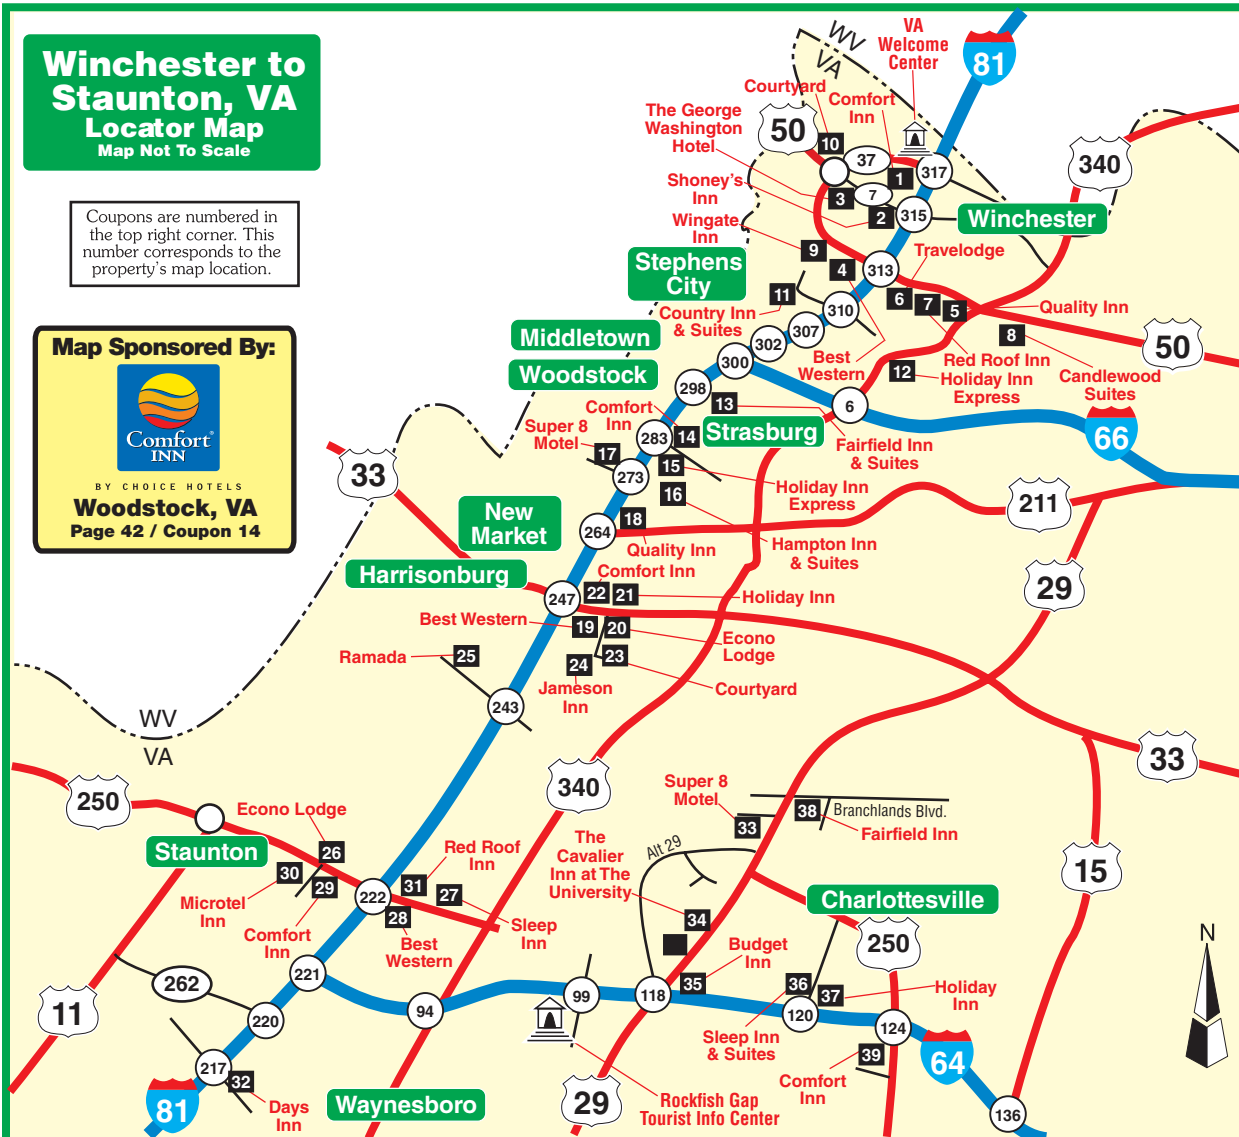 Winchester to
Staunton, VA
Locator Map
Map Not To Scale
Coupons are numbered in
the top right corner. This
number corresponds to the
property's map location.
Map Sponsored By:
Comfort
INN
BY CHOICE HOTELS
Woodstock, VA
Page 42 / Coupon 14
WV
VA
VA
Welcome
Center
81
Courtyard
Comfort
Inn
The George
Washington
Hotel
50
10
37
1
317
340
Shoney's
Inn
3
7
2
315
Winchester
Wingate
Inn
9
4
313
Travelodge
Stephens
City
11
Country Inn
& Suites
310
6
7
5
Quality Inn
8
50
Middletown
302
307
Best
Western
Red Roof Inn
12
Holiday Inn
Express
Candlewood
Suites
Woodstock
300
298
13
6
66
Comfort
Inn
Super 8
Motel
17
283
14
Strasburg
Fairfield Inn
& Suites
33
273
15
Holiday Inn
Express
16
211
New
Market
264
18
Quality Inn
Hampton Inn
& Suites
Harrisonburg
Comfort Inn
247
22
21
Holiday Inn
29
Best Western
19
20
Econo
Lodge
Ramada
25
24
23
Jameson
Inn
Courtyard
243
WV
VA
33
250
340
Super 8
Motel
33
38
Branchlands Blvd.
Fairfield Inn
Econo Lodge
Staunton
26
Red Roof
Inn
The
Cavalier
Inn at The
University
Alt 29
15
30
29
31
27
222
28
Microtel
Inn
Comfort
Inn
Best
Western
Sleep
Inn
34
Charlottesville
250
N
Budget
Inn
221
262
11
220
94
99
118
35
36
37
Holiday
Inn
120
124
Sleep Inn
& Suites
64
217
32
Days
Inn
81
Waynesboro
29
Rockfish Gap
Tourist Info Center
39
Comfort
Inn
136